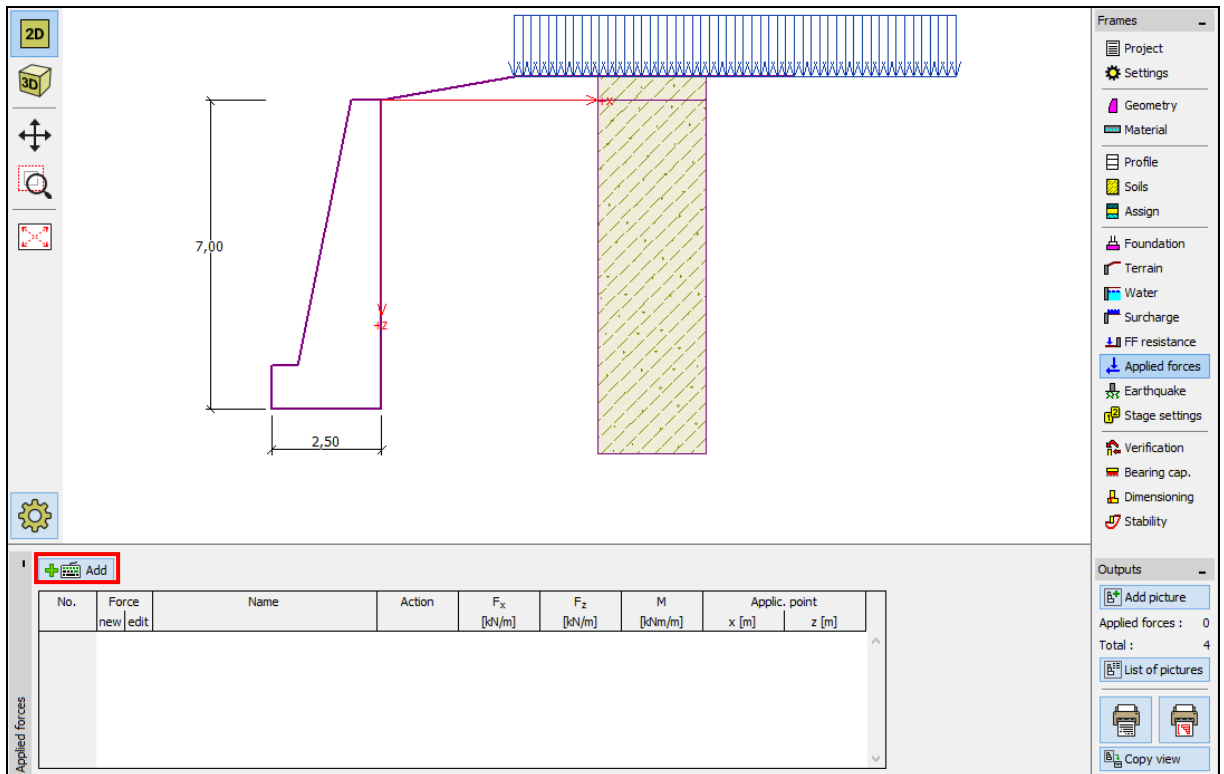 2D
3D
+x
7,00
+z
2,50
Frames
Project
Settings
Geometry
Material
Profile
Soils
Assign
Foundation
Terrain
Water
Surcharge
FF resistance
Applied forces
Earthquake
Stage settings
Verification
Bearing cap.
Dimensioning
Stability
Applied forces
Add
No. Force Name Action Fx Fz M Applic. point
new edit [kN/m] [kN/m] [kNm/m] x [m] z [m]
Outputs
Add picture
Applied forces : 0
Total : 4
List of pictures
Copy view